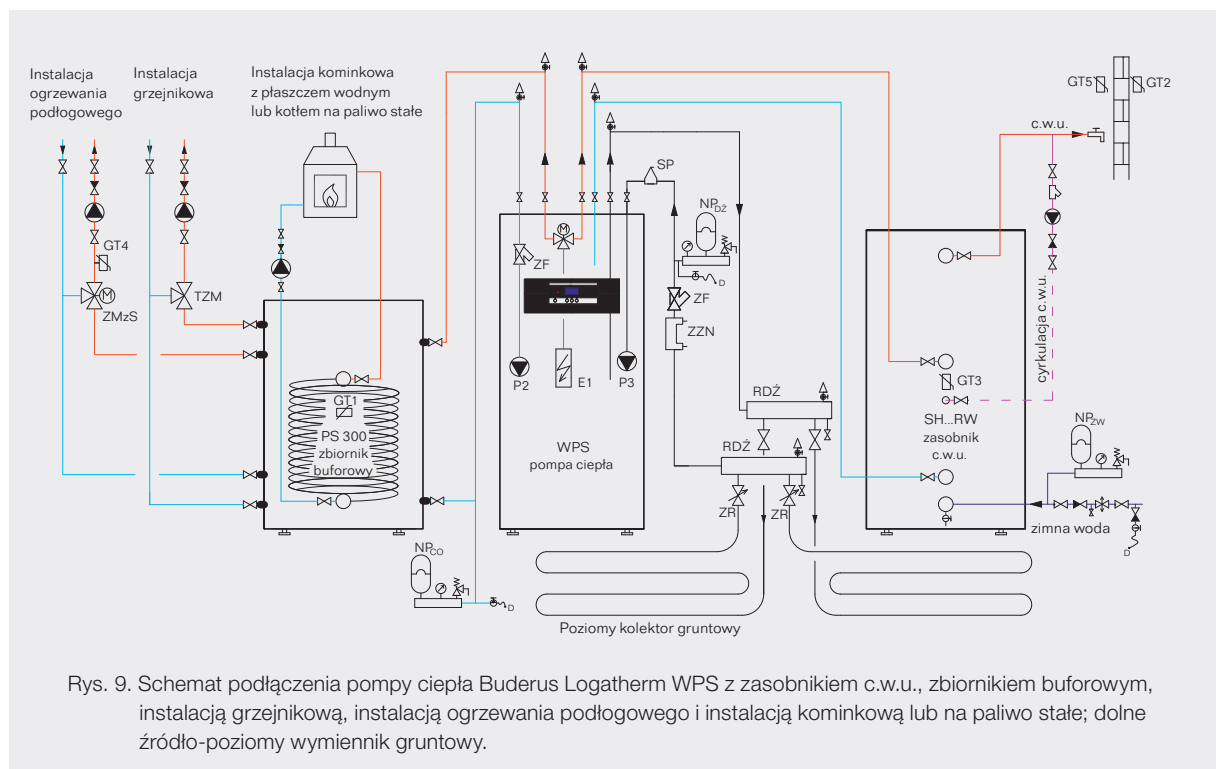 Instalacja
ogrzewania
podłogowego
Instalacja
grzejnikowa
Instalacja kominkowa
z płaszczem wodnym
lub kotłem na paliwo stałe
GT5
GT2
c.w.u.
SP
NPDŹ
GT4
ZF
D
M
M
ZMzS
TZM
ZF
ZZN
cyrkulacja c.w.u.
P2
E1
P3
GT3
GT1
RDŹ
PS 300
zbiornik
buforowy
WPS
pompa ciepła
RDŹ
SH...RW
zasobnik
c.w.u.
NPZW
ZR
ZR
zimna woda
D
NPCO
D
Poziomy kolektor gruntowy
Rys. 9. Schemat podłączenia pompy ciepła Buderus Logatherm WPS z zasobnikiem c.w.u., zbiornikiem buforowym,
instalacją grzejnikową, instalacją ogrzewania podłogowego i instalacją kominkową lub na paliwo stałe; dolne
źródło-poziomy wymiennik gruntowy.